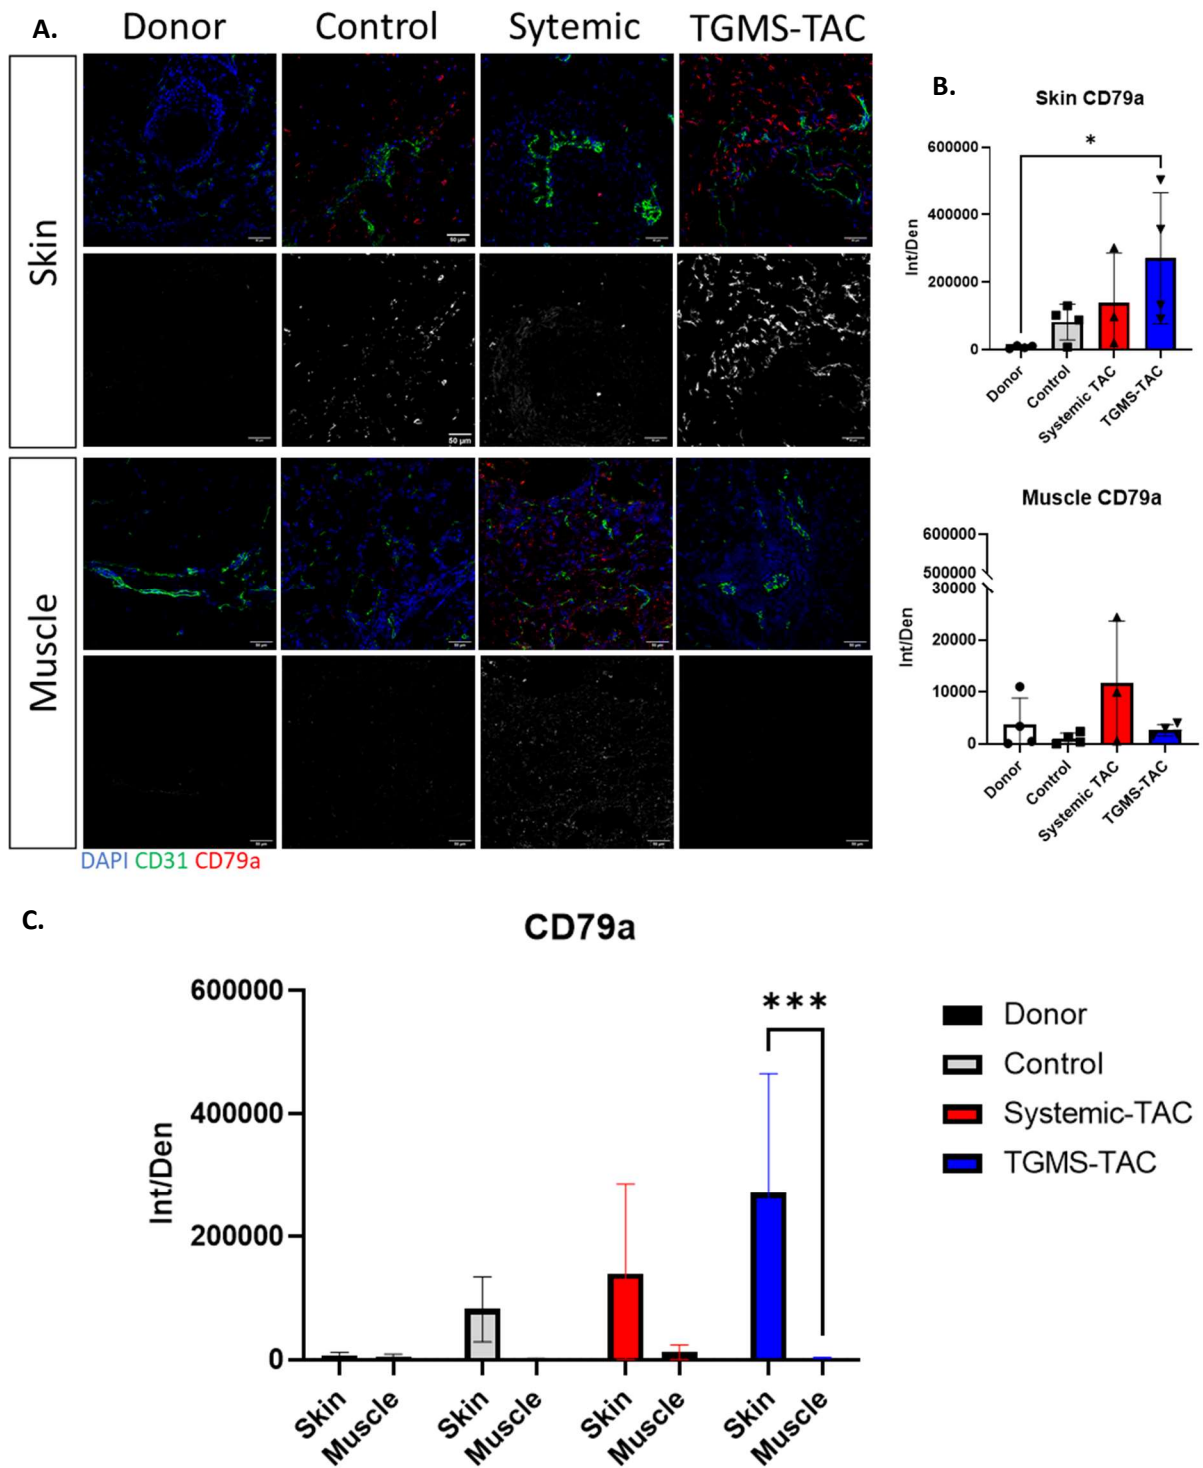 A.
Donor Control Sytemic TGMS-TAC
Skin
50 µm
50 µm
Muscle
DAPI CD31 CD79a
B.
Skin CD79a
*
600000
400000
200000
0
Int/Den
Donor
Control
Systemic TAC
TGMS-TAC
Muscle CD79a
600000
500000
30000
20000
10000
0
Int/Den
Donor
Control
Systemic TAC
TGMS-TAC
C.
CD79a
600000
400000
200000
0
Int/Den
***
Skin
Muscle
Skin
Muscle
Skin
Muscle
Skin
Muscle
Donor
Control
Systemic-TAC
TGMS-TAC